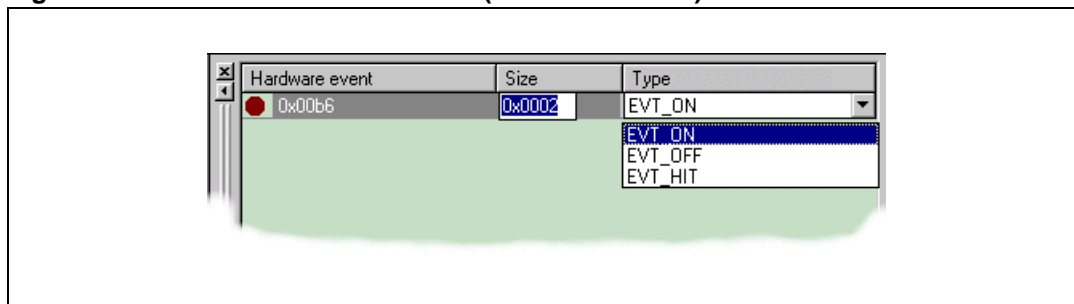 Hardware event Size Type
0x00b6 0x0002 EVT_ON
EVT_ON
EVT_OFF
EVT_HIT